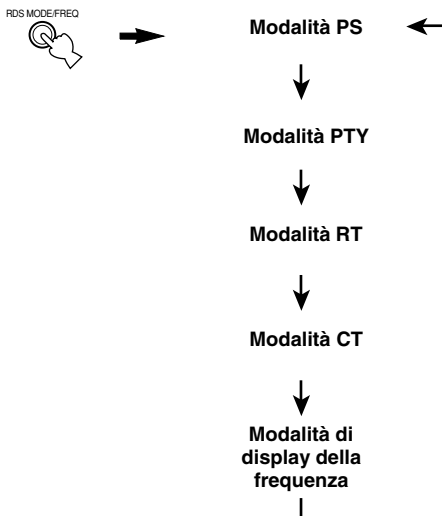 RDS MODE/FREQ
Modalità PS
Modalità PTY
Modalità RT
Modalità CT
Modalità di
display della
frequenza